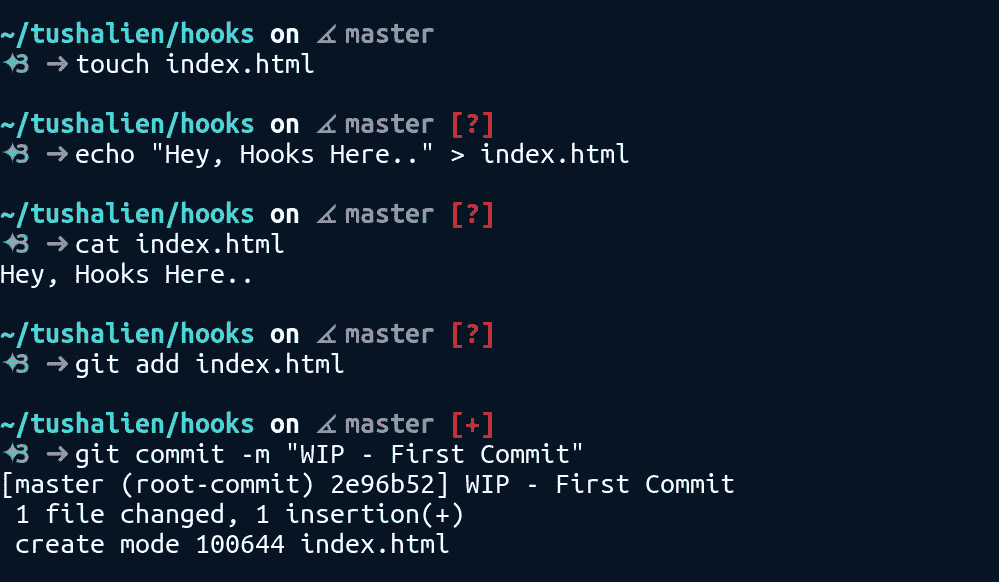 ~/tushalien/hooks on ∡ master
✦3 ➜ touch index.html
~/tushalien/hooks on ∡ master [?]
✦3 ➜ echo "Hey, Hooks Here.." > index.html
~/tushalien/hooks on ∡ master [?]
✦3 ➜ cat index.html
Hey, Hooks Here..
~/tushalien/hooks on ∡ master [?]
✦3 ➜ git add index.html
~/tushalien/hooks on ∡ master [+]
✦3 ➜ git commit -m "WIP - First Commit"
[master (root-commit) 2e96b52] WIP - First Commit
 1 file changed, 1 insertion(+)
 create mode 100644 index.html